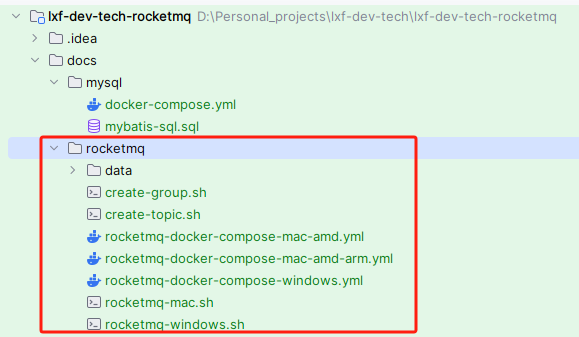 lxf-dev-tech-rocketmq D:\Personal_projects\lxf-dev-tech\lxf-dev-tech-rocketmq
.idea
docs
mysql
docker-compose.yml
mybatis-sql.sql
rocketmq
data
create-group.sh
create-topic.sh
rocketmq-docker-compose-mac-amd.yml
rocketmq-docker-compose-mac-amd-arm.yml
rocketmq-docker-compose-windows.yml
rocketmq-mac.sh
rocketmq-windows.sh